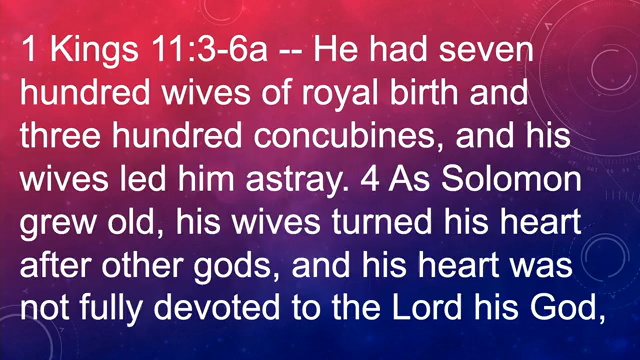 1 Kings 11:3-6a -- He had seven
hundred wives of royal birth and
three hundred concubines, and his
wives led him astray. 4 As Solomon
grew old, his wives turned his heart
after other gods, and his heart was
not fully devoted to the Lord his God,